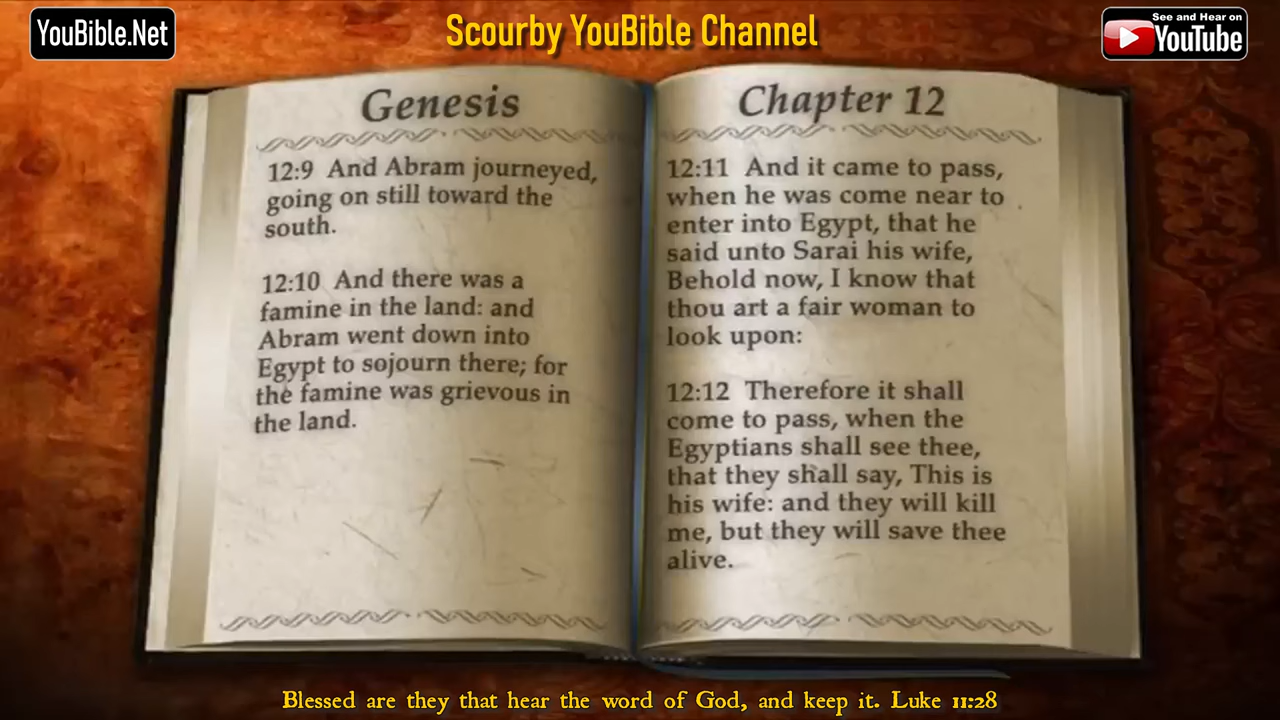 YouBible.Net
Scourby YouBible Channel
See and Hear on
YouTube
Genesis
12:9 And Abram journeyed,
going on still toward the
south.
12:10 And there was a
famine in the land: and
Abram went down into
Egypt to sojourn there; for
the famine was grievous in
the land.
Chapter 12
12:11 And it came to pass,
when he was come near to
enter into Egypt, that he
said unto Sarai his wife,
Behold now, I know that
thou art a fair woman to
look upon:
12:12 Therefore it shall
come to pass, when the
Egyptians shall see thee,
that they shall say, This is
his wife: and they will kill
me, but they will save thee
alive.
Blessed are they that hear the word of God, and keep it. Luke 11:28